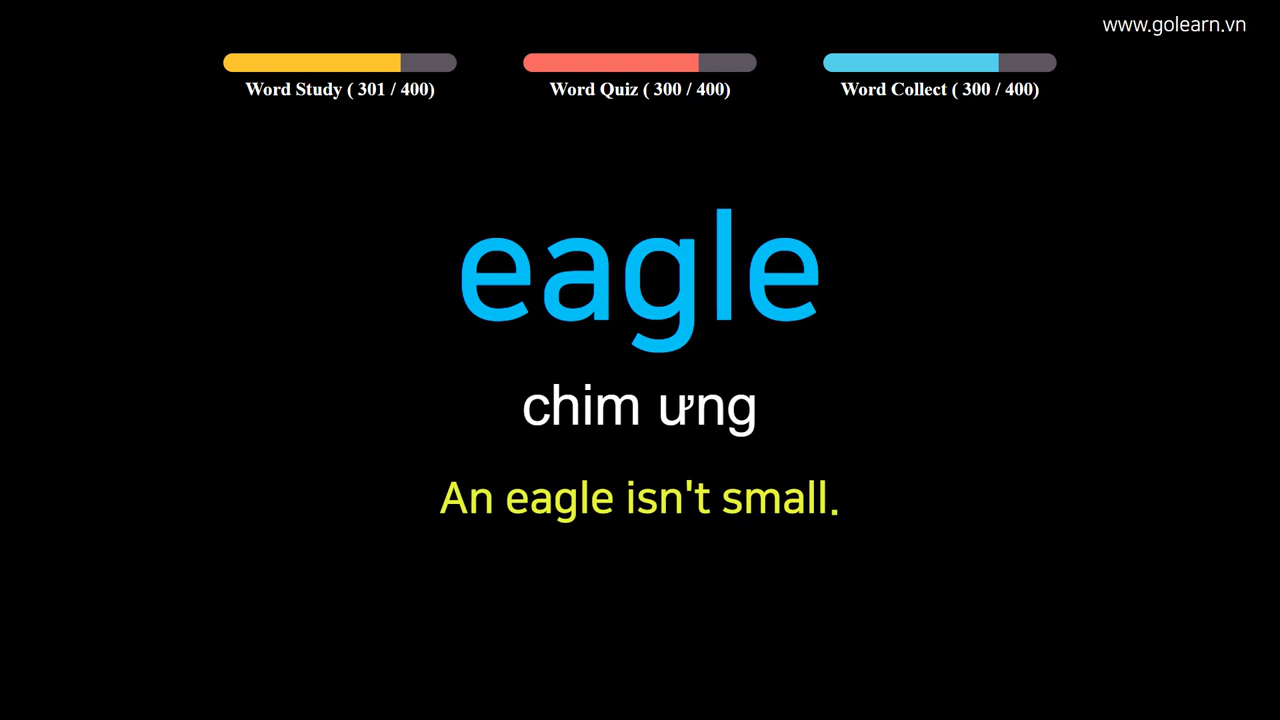 www.golearn.vn
Word Study ( 301 / 400)
Word Quiz ( 300 / 400)
Word Collect ( 300 / 400)
eagle
chim ưng
An eagle isn't small.